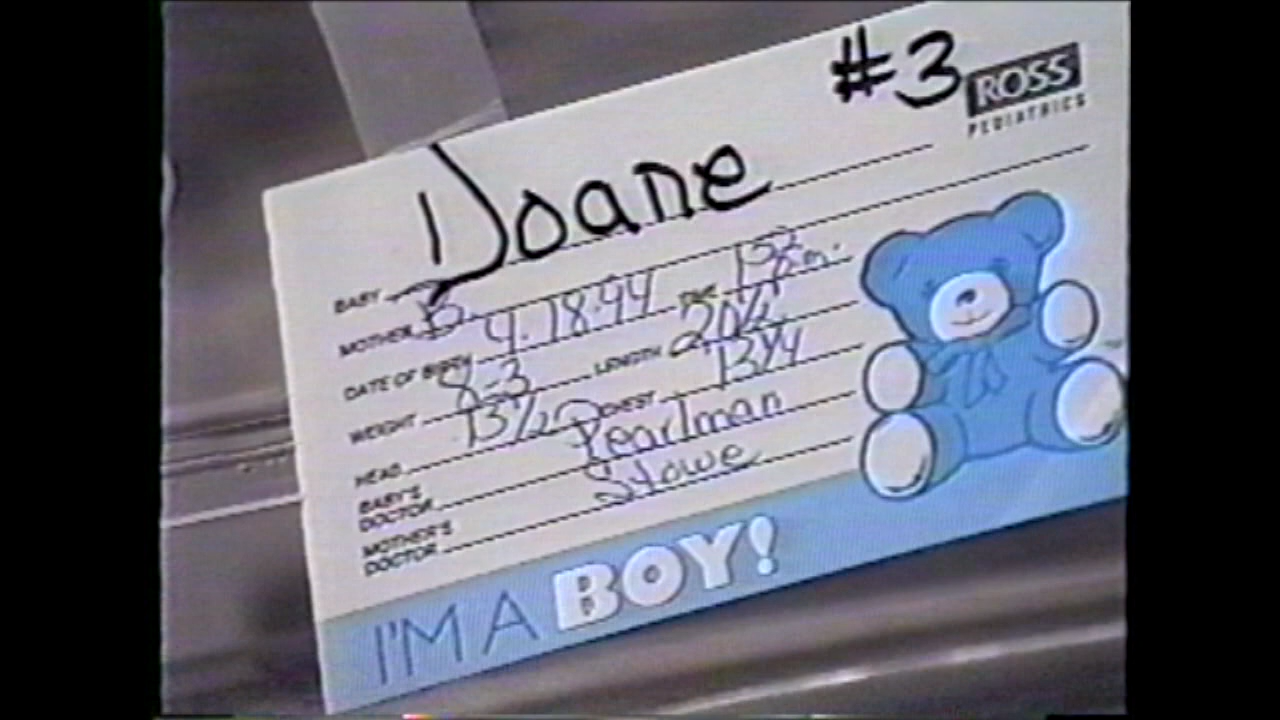 #3
ROSS
PEDIATRICS
BABY Doane
MOTHER B.
DATE OF BIRTH 4.18.94 TIME
WEIGHT 8-3 LENGTH 20½
HEAD 13½ CHEST 13¼
BABY'S DOCTOR Pearlman
MOTHER'S DOCTOR Stowe
I'M A BOY!